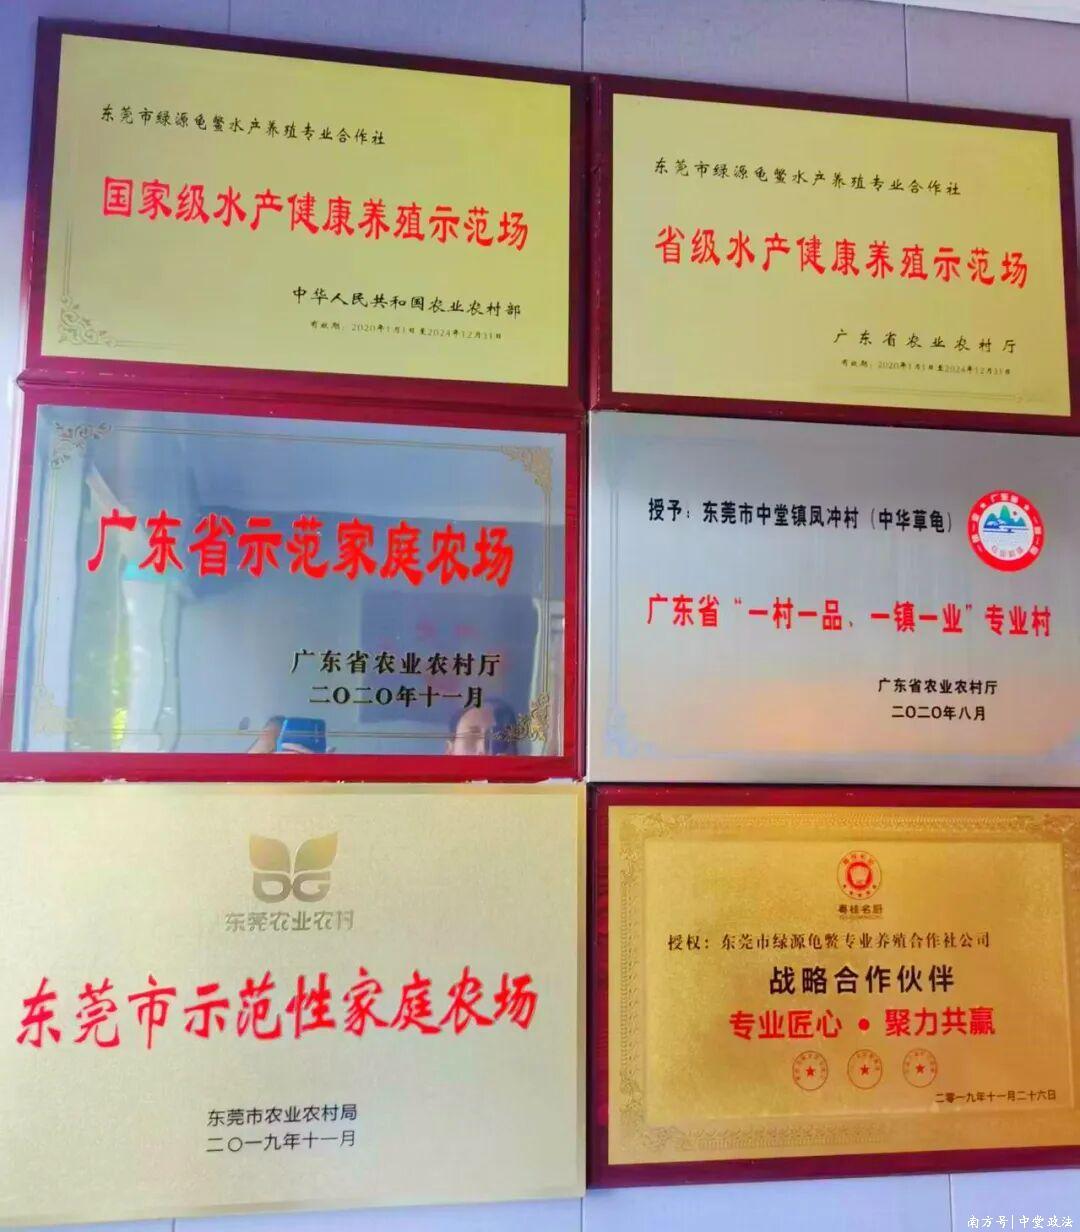 东莞市绿源龟鳖水产养殖专业合作社
国家级水产健康养殖示范场
中华人民共和国农业农村部
有效期：2020年1月1日至2024年12月31日
东莞市绿源龟鳖水产养殖专业合作社
省级水产健康养殖示范场
广东省农业农村厅
有效期：2020年1月1日至2024年12月31日
广东省示范家庭农场
广东省农业农村厅
二〇二〇年十一月
授予：东莞市中堂镇凤冲村（中华草龟）
广东省“一村一品、一镇一业”专业村
广东省农业农村厅
二〇二〇年八月
东莞农业农村
东莞市示范性家庭农场
东莞市农业农村局
二〇一九年十一月
粤桂名厨
授权：东莞市绿源龟鳖专业养殖合作社公司
战略合作伙伴
专业匠心·聚力共赢
二零一九年十一月二十六日
南方号|中堂政法